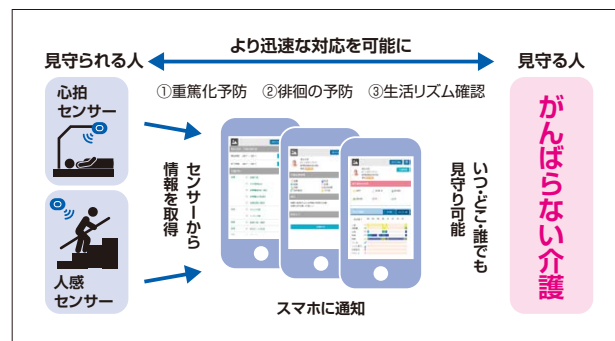 より迅速な対応を可能に
見守られる人
見守る人
①重篤化予防 ②徘徊の予防 ③生活リズム確認
心拍
センサー
人感
センサー
センサーから
情報を取得
いつ・どこ・誰でも
見守り可能
スマホに通知
がんばらない介護